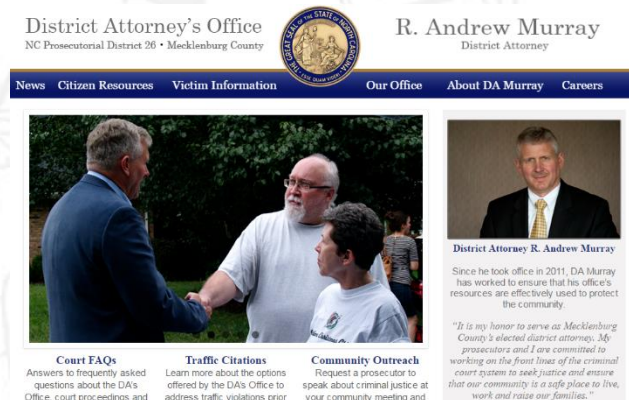 District Attorney's Office
NC Prosecutorial District 26 • Mecklenburg County
R. Andrew Murray
District Attorney
News Citizen Resources Victim Information Our Office About DA Murray Careers
Court FAQs
Answers to frequently asked
questions about the DA's
Office, court proceedings and
Traffic Citations
Learn more about the options
offered by the DA's Office to
address traffic violations prior
Community Outreach
Request a prosecutor to
speak about criminal justice at
your community meeting and
District Attorney R. Andrew Murray
Since he took office in 2011, DA Murray
has worked to ensure that his office's
resources are effectively used to protect
the community.
"It is my honor to serve as Mecklenburg
County's elected district attorney. My
prosecutors and I are committed to
working on the front lines of the criminal
court system to seek justice and ensure
that our community is a safe place to live,
work and raise our families."